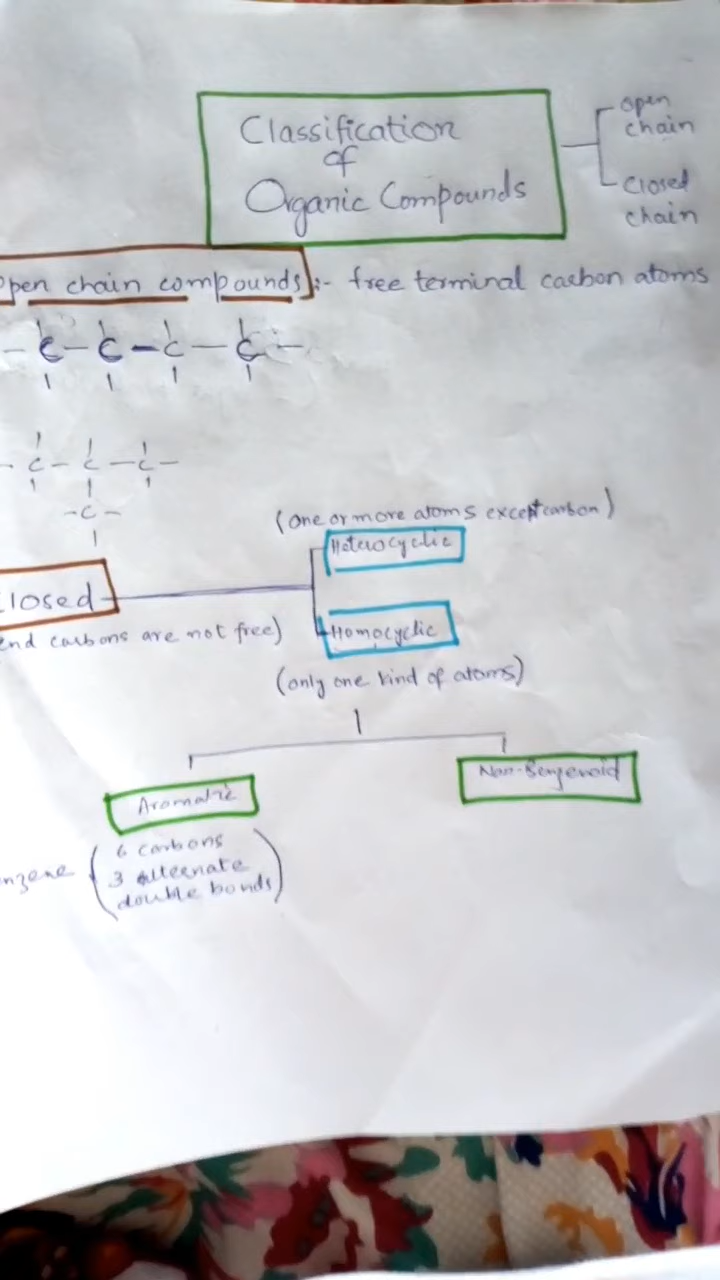 Classification
of
Organic Compounds
open
chain
closed
chain
open chain compounds :- free terminal carbon atoms
- C - C - C - C -
- C - C - C -
- C -
(one or more atoms except carbon)
Heterocyclic
closed
end carbons are not free)
Homocyclic
(only one kind of atoms)
Aromatic
Non-Benzenoid
6 carbons
nzene
3 alternate
double bonds